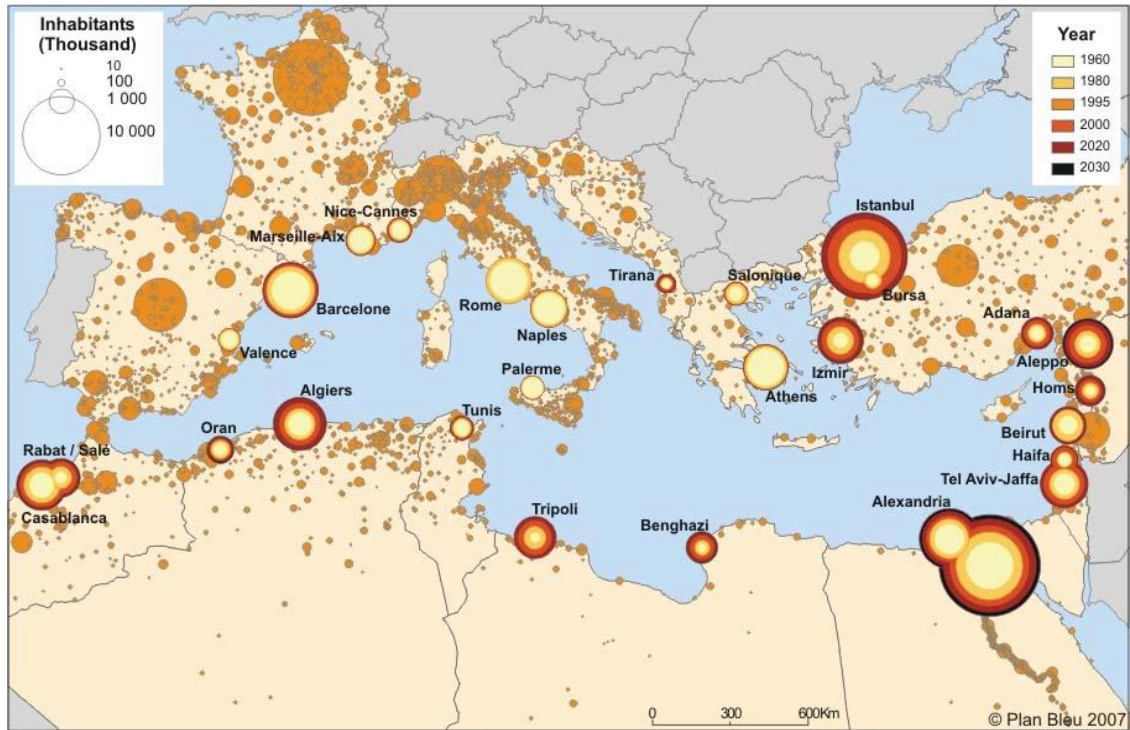 Inhabitants
(Thousand)
10
100
1 000
10 000
Year
1960
1980
1995
2000
2020
2030
Istanbul
Nice-Cannes
Marseille-Aix
Tirana
Salonique
Bursa
Barcelone
Rome
Adana
Naples
Valence
Izmir
Aleppo
Palerme
Athens
Homs
Algiers
Tunis
Oran
Beirut
Rabat / Salé
Haifa
Tel Aviv-Jaffa
Alexandria
Casablanca
Tripoli
Benghazi
0 300 600Km
© Plan Bleu 2007